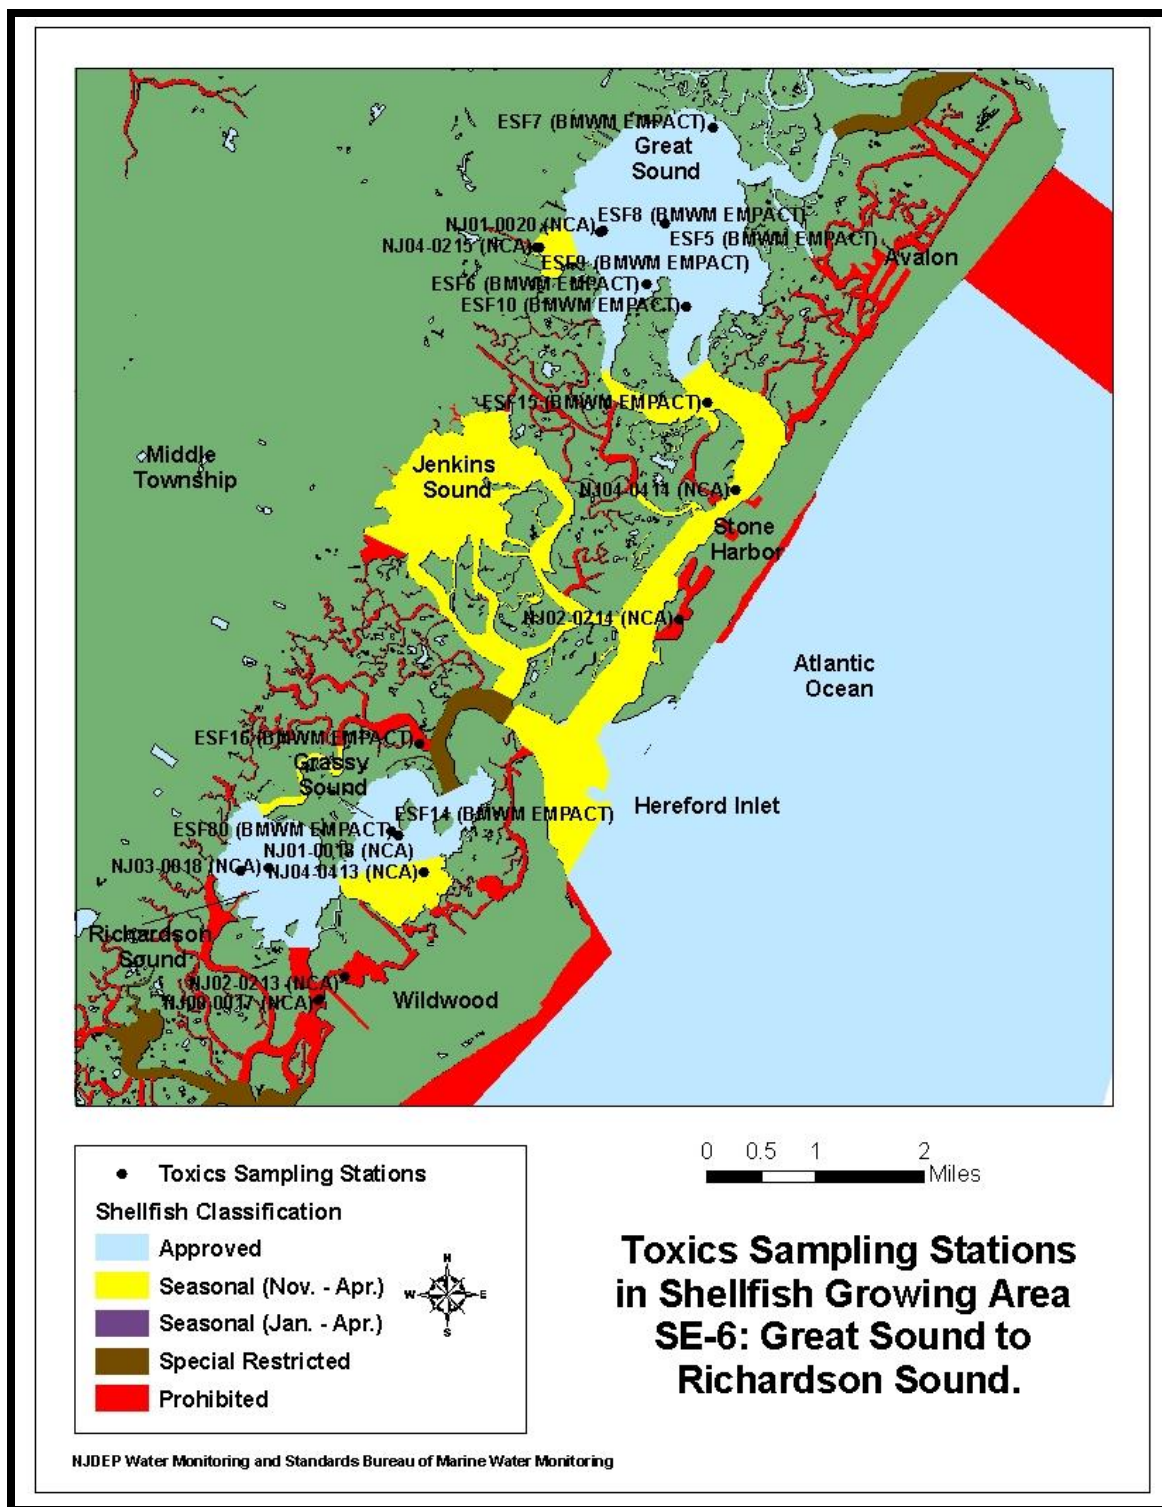 ESF7 (BMWM EMPACT)
Great
Sound
NJ01-0020 (NCA)
ESF8 (BMWM EMPACT)
NJ04-0215 (NCA)
ESF5 (BMWM EMPACT)
Avalon
ESF9 (BMWM EMPACT)
ESF6 (BMWM EMPACT)
ESF10 (BMWM EMPACT)
ESF15 (BMWM EMPACT)
Middle
Township
Jenkins
Sound
NJ04-0414 (NCA)
Stone
Harbor
NJ02-0214 (NCA)
Atlantic
Ocean
ESF16 (BMWM EMPACT)
Grassy
Sound
Hereford Inlet
ESF14 (BMWM EMPACT)
ESF80 (BMWM EMPACT)
NJ01-0018 (NCA)
NJ03-0018 (NCA)
NJ04-0413 (NCA)
Richardson
Sound
NJ02-0213 (NCA)
NJ00-0017 (NCA)
Wildwood
Toxics Sampling Stations
Shellfish Classification
Approved
Seasonal (Nov. - Apr.)
Seasonal (Jan. - Apr.)
Special Restricted
Prohibited
N
W E
S
0 0.5 1 2
Miles
Toxics Sampling Stations
in Shellfish Growing Area
SE-6: Great Sound to
Richardson Sound.
NJDEP Water Monitoring and Standards Bureau of Marine Water Monitoring